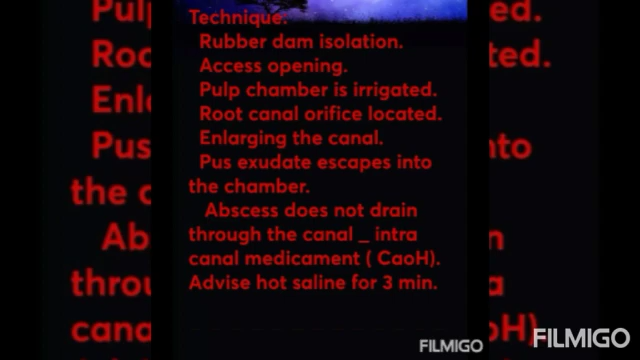 Technique.
Rubber dam isolation.
Access opening.
Pulp chamber is irrigated.
Root canal orifice located.
Enlarging the canal.
Pus exudate escapes into
the chamber.
Abscess does not drain
through the canal _ intra
canal medicament ( CaoH).
Advise hot saline for 3 min.
FILMIGO
FILMIGO